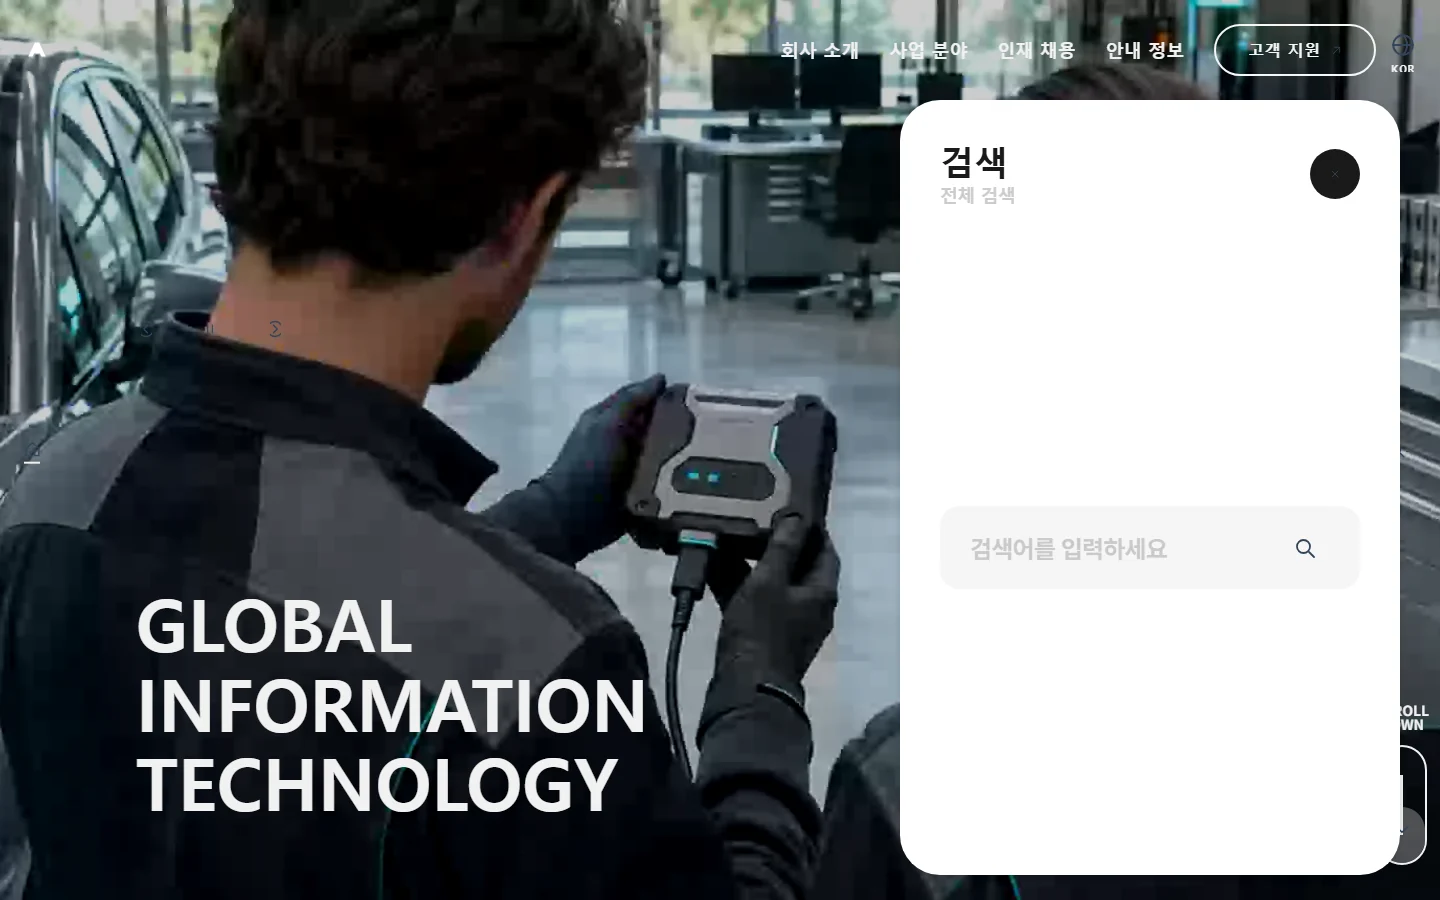 회사 소개
사업 분야
인재 채용
안내 정보
고객 지원
KOR
검색
전체 검색
검색어를 입력하세요
GLOBAL
INFORMATION
TECHNOLOGY